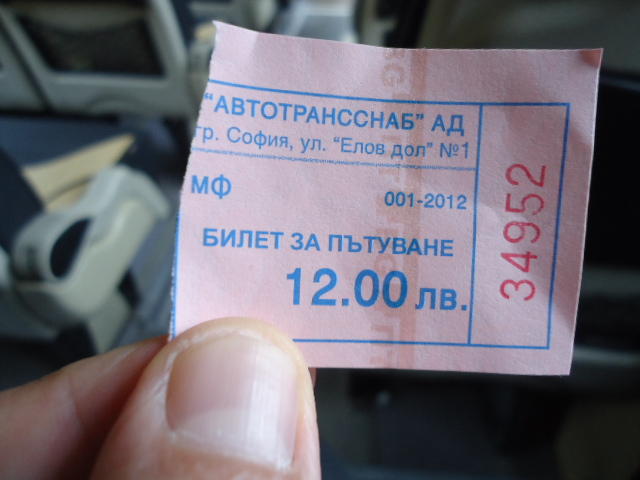 "АВТОТРАНССНАБ" АД
гр. София, ул. "Елов дол" №1
МФ
001-2012
БИЛЕТ ЗА ПЪТУВАНЕ
12.00 лв.
34952